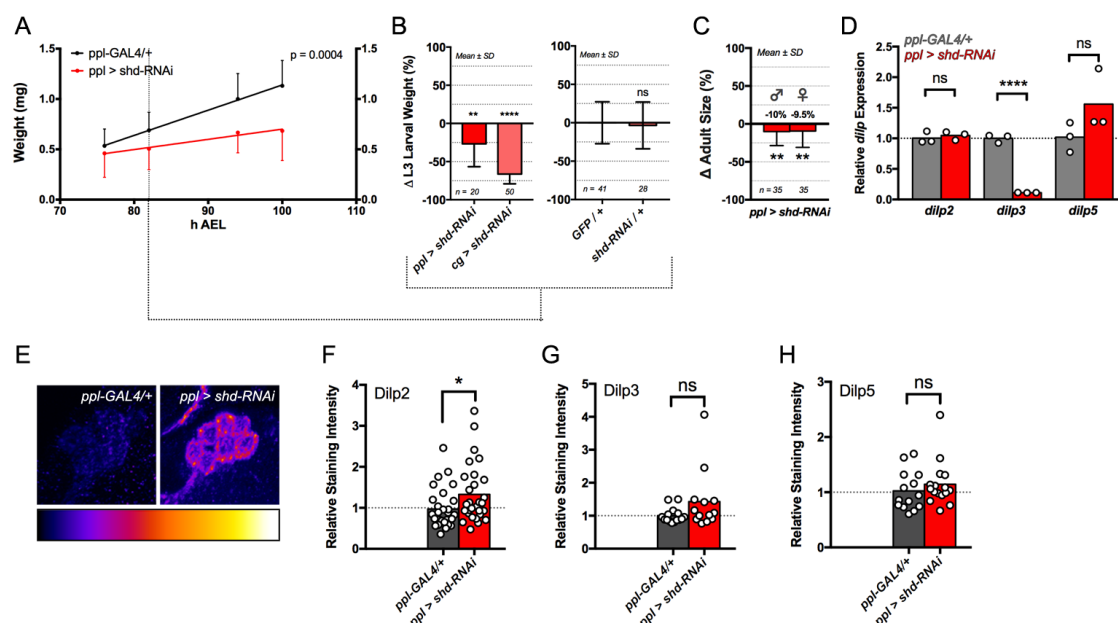 A
ppl-GAL4/+
ppl > shd-RNAi
p = 0.0004
Weight (mg)
1.5
1.0
0.5
0.0
1.5
1.0
0.5
0.0
70
80
90
100
110
h AEL
B
Mean ± SD
Δ L3 Larval Weight (%)
100
50
0
-50
-100
**
****
n = 20
50
ppl > shd-RNAi
cg > shd-RNAi
100
50
0
-50
-100
ns
n = 41
28
GFP / +
shd-RNAi / +
C
Mean ± SD
Δ Adult Size (%)
100
50
0
-50
-100
♂ ♀
-10% -9.5%
** **
n = 35
35
ppl > shd-RNAi
D
ppl-GAL4/+
ppl > shd-RNAi
Relative dilp Expression
2.0
1.5
1.0
0.5
0.0
ns
****
ns
dilp2
dilp3
dilp5
E
ppl-GAL4/+
ppl > shd-RNAi
F
Dilp2
*
Relative Staining Intensity
4
3
2
1
0
ppl-GAL4/+
ppl > shd-RNAi
G
Dilp3
ns
Relative Staining Intensity
5
4
3
2
1
0
ppl-GAL4/+
ppl > shd-RNAi
H
Dilp5
ns
Relative Staining Intensity
3
2
1
0
ppl-GAL4/+
ppl > shd-RNAi